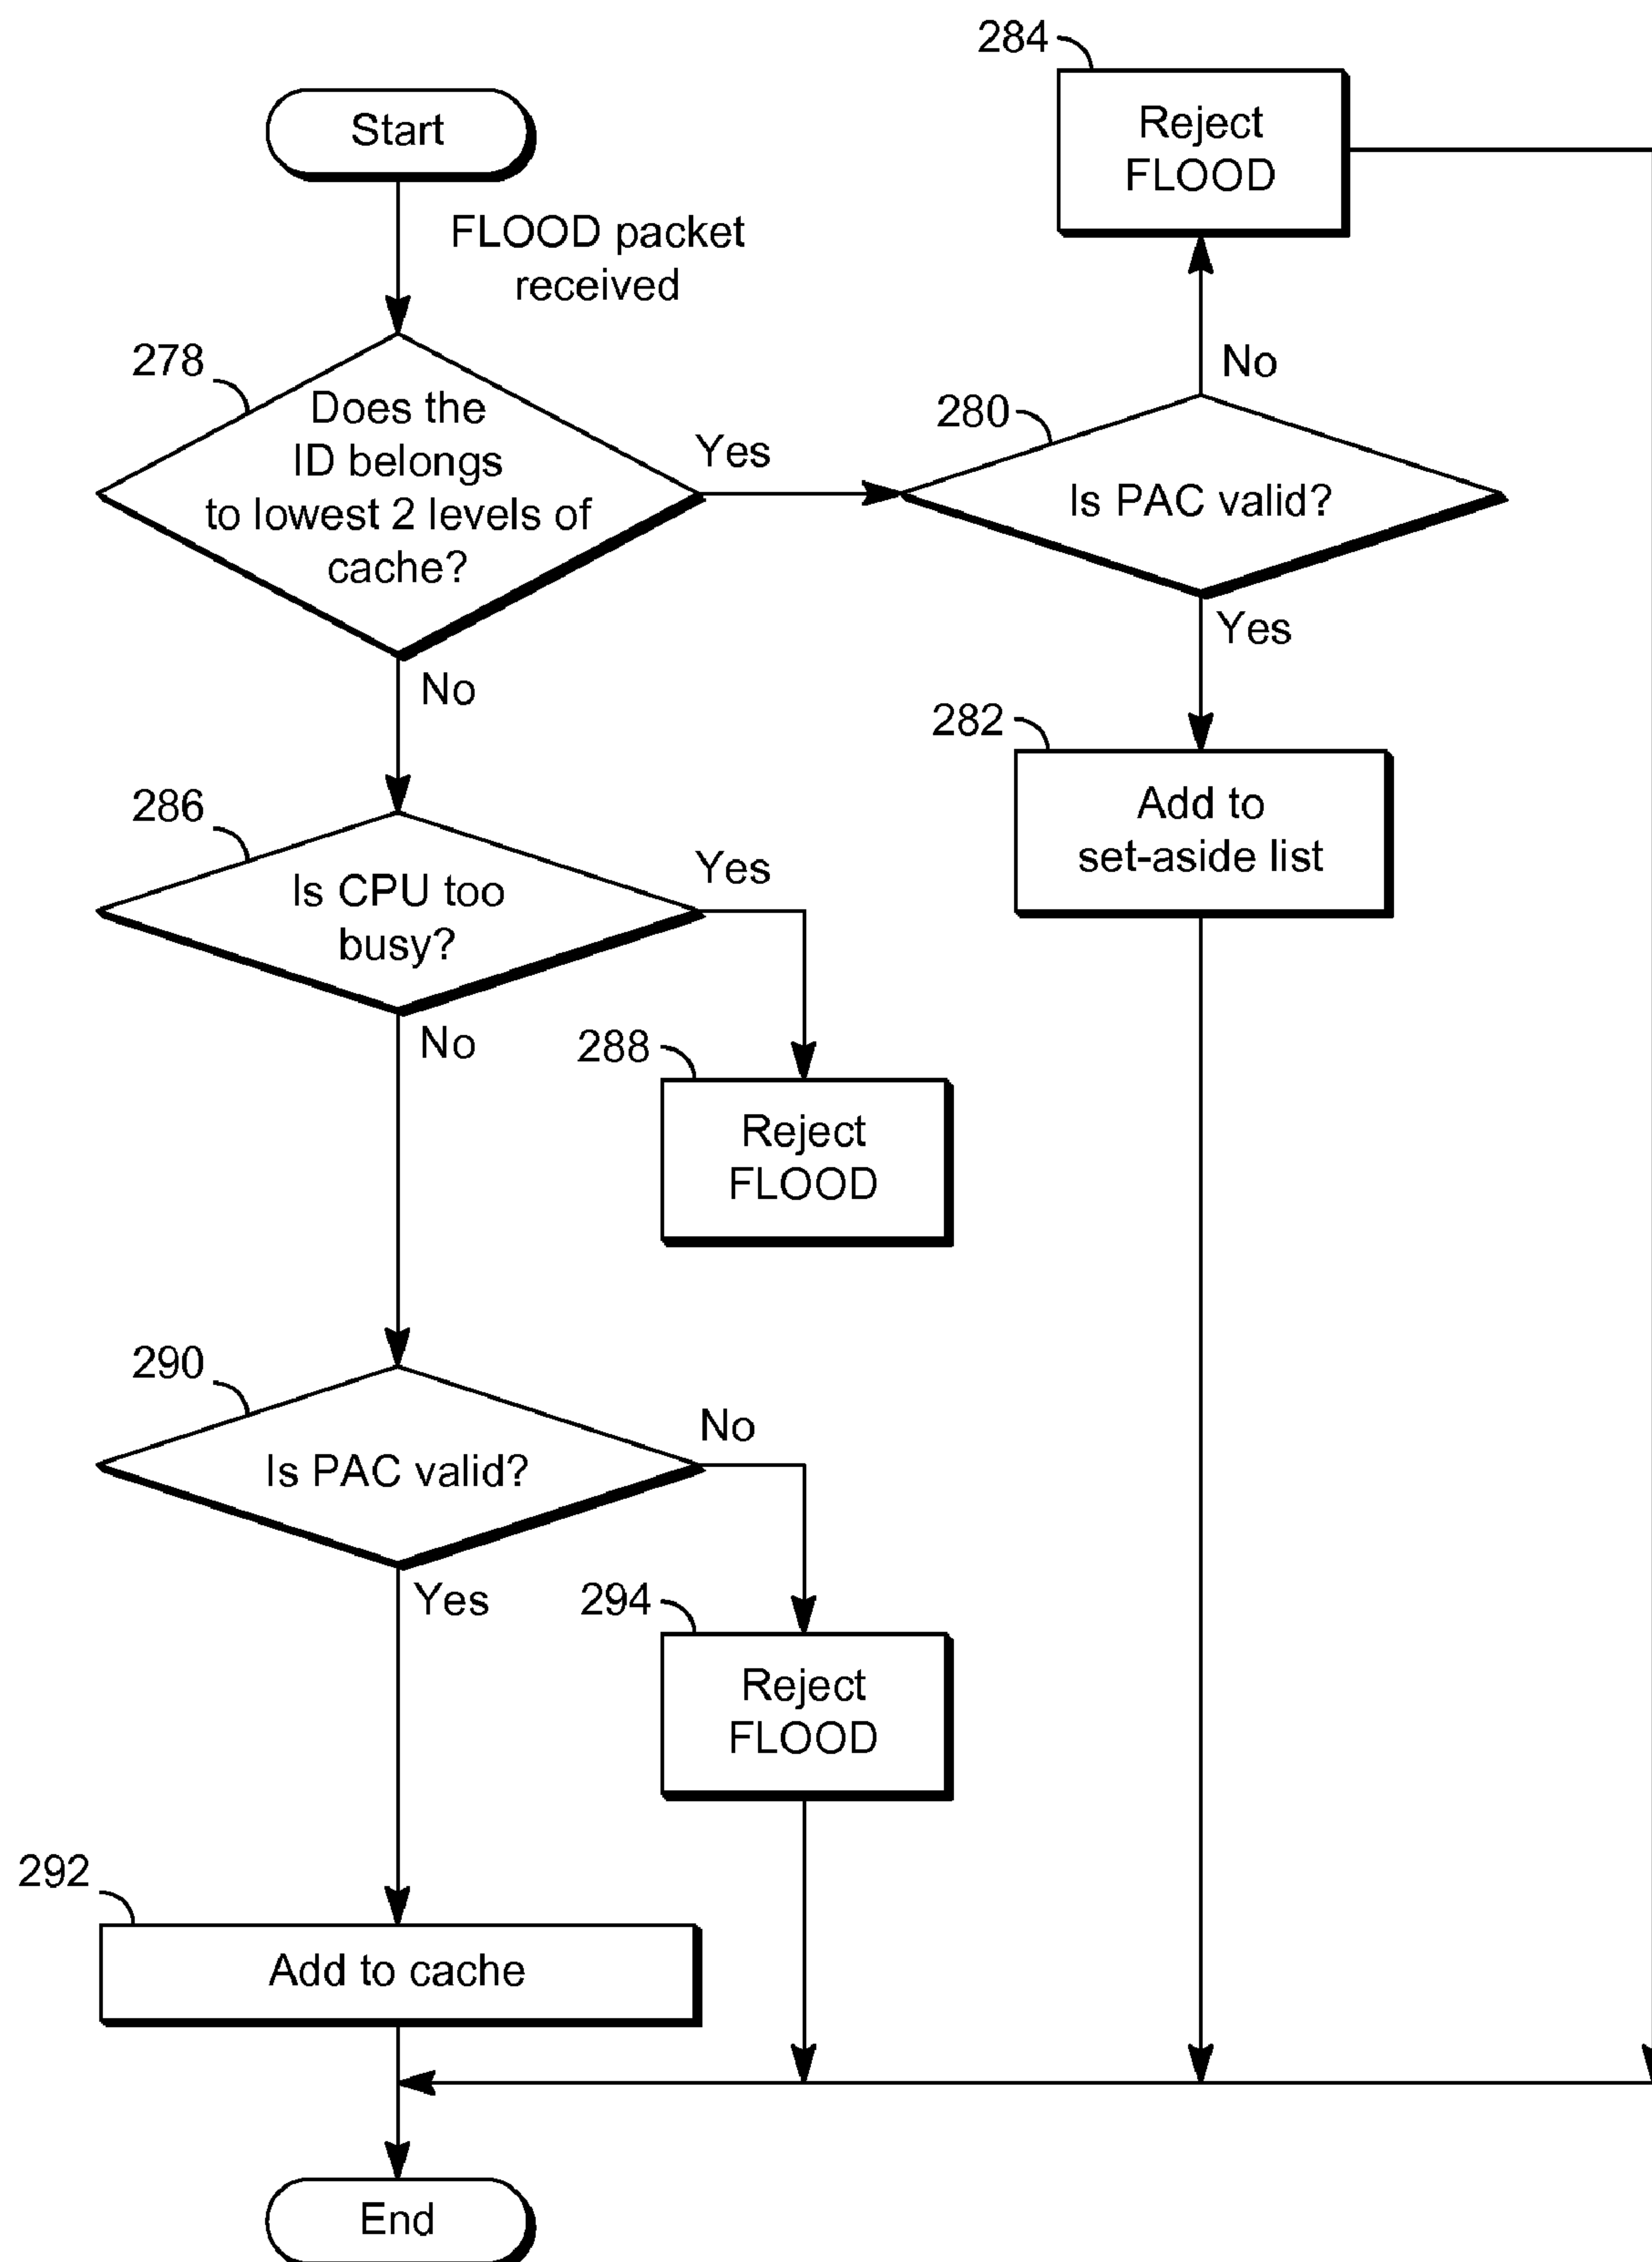 284
Reject
FLOOD
Start
FLOOD packet
received
278
Does the
ID belongs
to lowest 2 levels of
cache?
Yes
No
280
Is PAC valid?
No
Yes
282
Add to
set-aside list
286
Is CPU too
busy?
Yes
No
288
Reject
FLOOD
290
Is PAC valid?
No
Yes
294
Reject
FLOOD
292
Add to cache
End